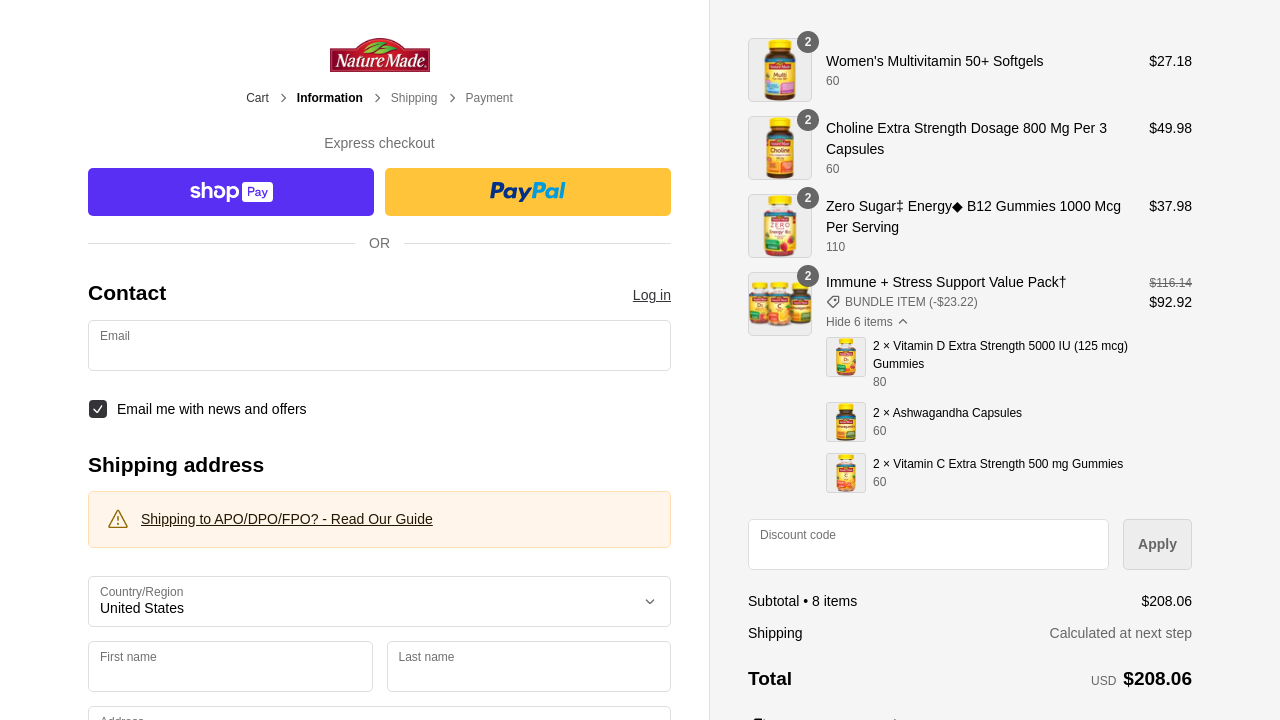 Nature Made
Cart
Information
Shipping
Payment
Express checkout
shop Pay
PayPal
OR
Contact
Log in
Email
Email me with news and offers
Shipping address
Shipping to APO/DPO/FPO? - Read Our Guide
Country/Region
United States
First name
Last name
Address
2
Women's Multivitamin 50+ Softgels
$27.18
60
2
Choline Extra Strength Dosage 800 Mg Per 3
Capsules
$49.98
60
2
Zero Sugar‡ Energy◆ B12 Gummies 1000 Mcg
Per Serving
$37.98
110
2
Immune + Stress Support Value Pack†
$116.14
BUNDLE ITEM (-$23.22)
$92.92
Hide 6 items
2 × Vitamin D Extra Strength 5000 IU (125 mcg)
Gummies
80
2 × Ashwagandha Capsules
60
2 × Vitamin C Extra Strength 500 mg Gummies
60
Discount code
Apply
Subtotal • 8 items
$208.06
Shipping
Calculated at next step
Total
USD $208.06